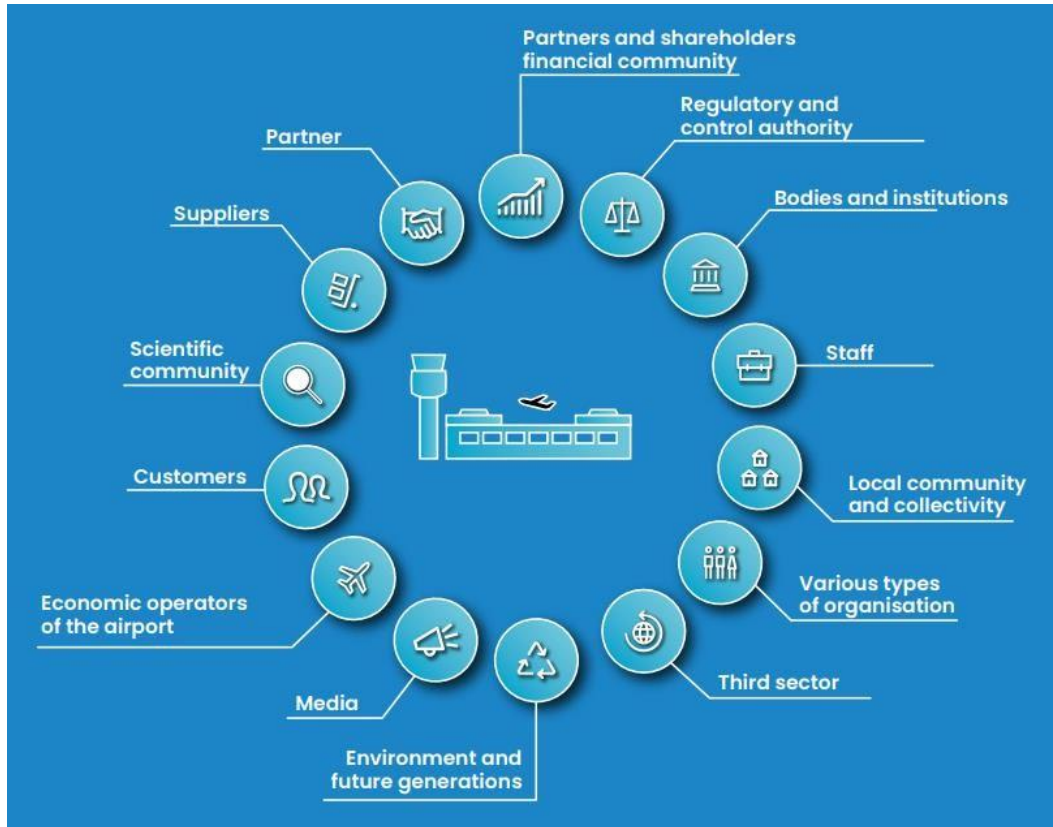 Partners and shareholders
financial community
Regulatory and
control authority
Partner
Bodies and institutions
Suppliers
Scientific
community
Staff
Customers
Local community
and collectivity
Various types
of organisation
Economic operators
of the airport
Third sector
Media
Environment and
future generations